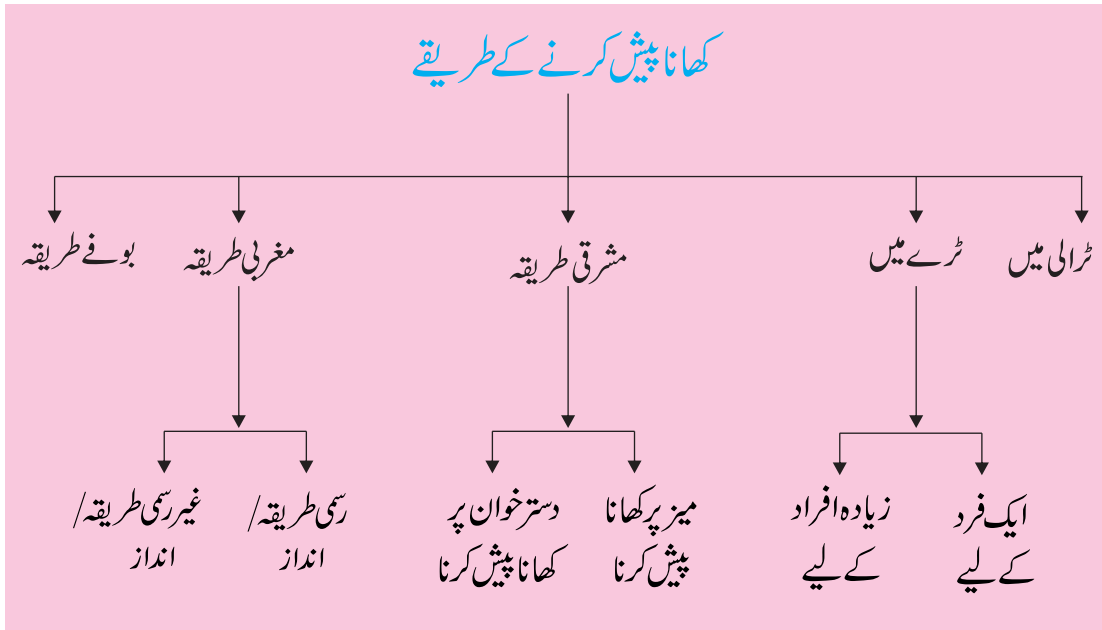 کھانا پیش کرنے کے طریقے
ٹرالی میں
ٹرے میں
مشرقی طریقہ
مغربی طریقہ
بوفے طریقہ
ایک فرد
کے لیے
زیادہ افراد
کے لیے
میز پر کھانا
پیش کرنا
دسترخوان پر
کھانا پیش کرنا
رسمی طریقہ/
انداز
غیر رسمی طریقہ/
انداز